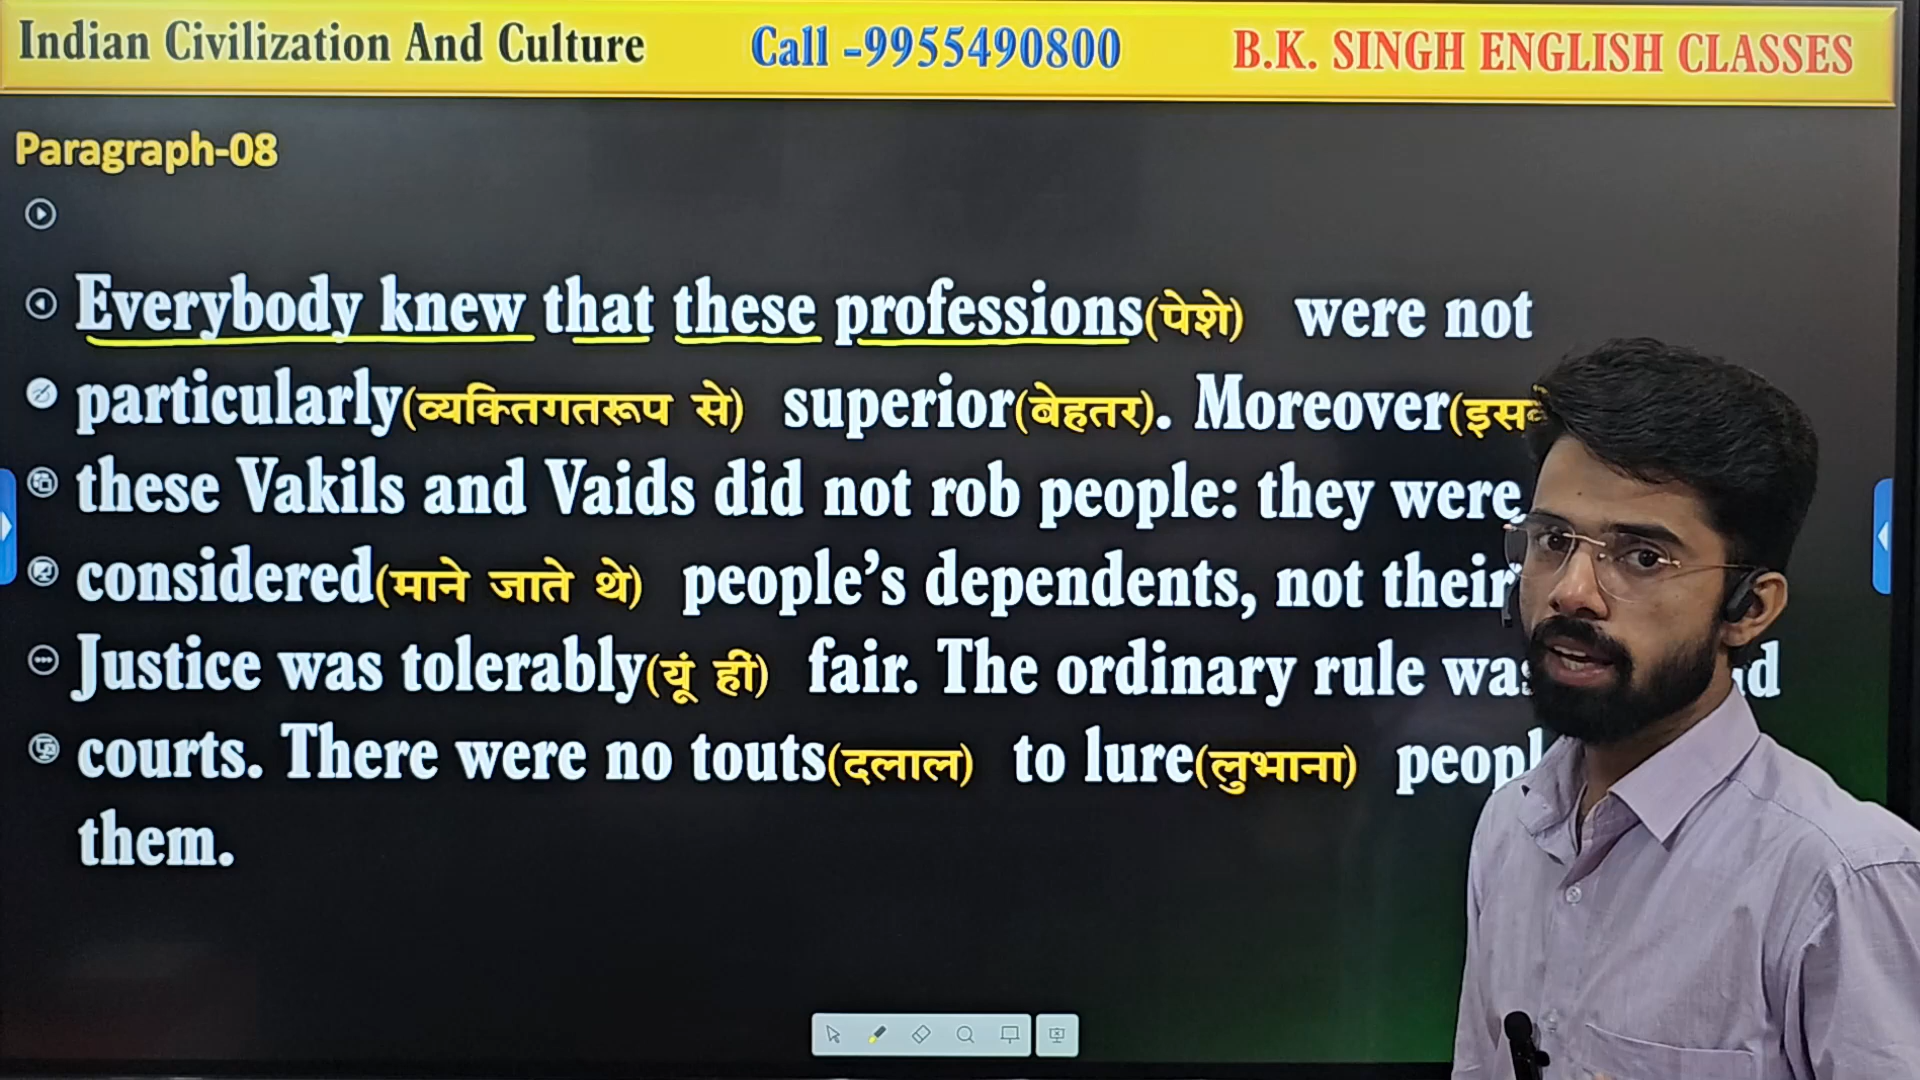 Indian Civilization And Culture Call -9955490800 B.K. SINGH ENGLISH CLASSES
Paragraph-08
Everybody knew that these professions(पेशे) were not
particularly(व्यक्तिगतरूप से) superior(बेहतर). Moreover(
these Vakils and Vaids did not rob people: they were
considered(माने जाते थे) people's dependents, not their
Justice was tolerably(यूं ही) fair. The ordinary rule was
courts. There were no touts(दलाल) to lure(लुभाना)
them.